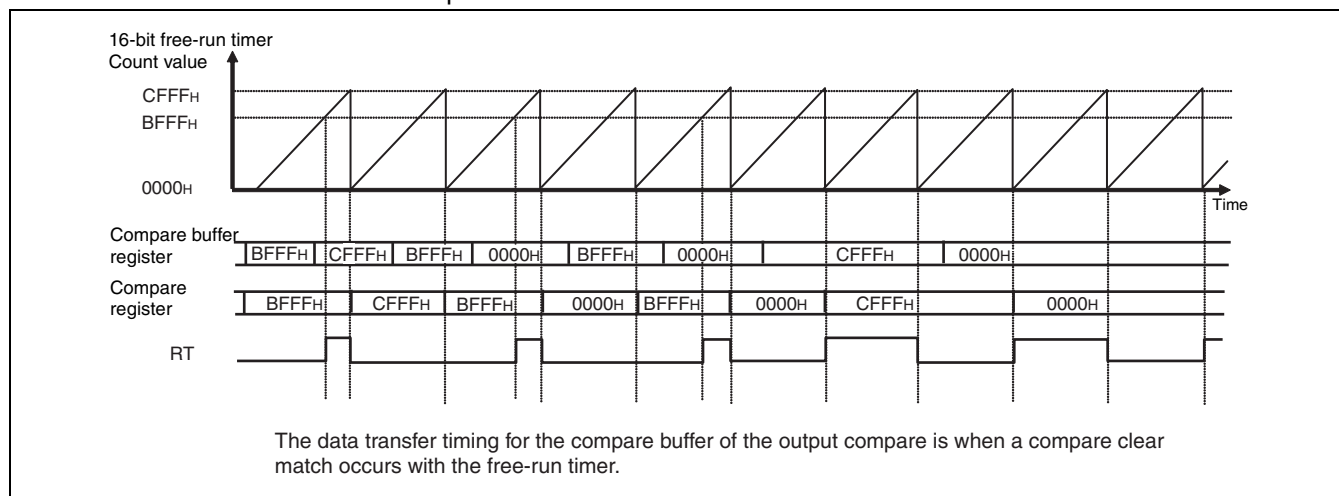 16-bit free-run timer
Count value
CFFFH
BFFFH
0000H
Time
Compare buffer
register
BFFFH CFFFH BFFFH 0000H BFFFH 0000H CFFFH 0000H
Compare
register
BFFFH CFFFH BFFFH 0000H BFFFH 0000H CFFFH 0000H
RT
The data transfer timing for the compare buffer of the output compare is when a compare clear
match occurs with the free-run timer.